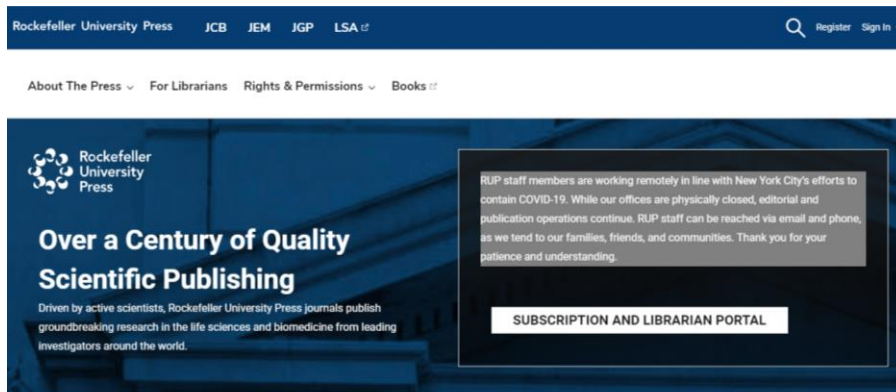 Rockefeller University Press JCB JEM JGP LSA Register Sign In
About The Press For Librarians Rights & Permissions Books
Rockefeller
University
Press
Over a Century of Quality
Scientific Publishing
Driven by active scientists, Rockefeller University Press journals publish
groundbreaking research in the life sciences and biomedicine from leading
investigators around the world.
RUP staff members are working remotely in line with New York City's efforts to
contain COVID-19. While our offices are physically closed, editorial and
publication operations continue. RUP staff can be reached via email and phone,
as we tend to our families, friends, and communities. Thank you for your
patience and understanding.
SUBSCRIPTION AND LIBRARIAN PORTAL